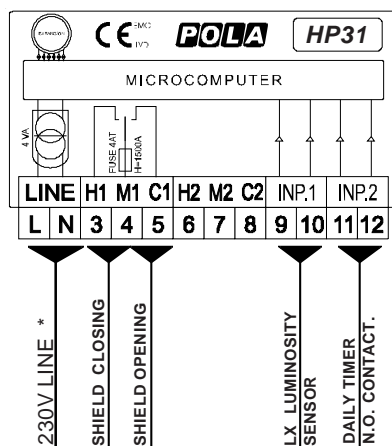 EXPANSION
CE EMC
LVD
POLA
HP31
MICROCOMPUTER
4 VA
FUSE 4AT
H=1500A
LINE H1 M1 C1 H2 M2 C2 INP.1 INP.2
L N 3 4 5 6 7 8 9 10 11 12
230V LINE *
SHIELD CLOSING
SHIELD OPENING
LX LUMINOSITY
SENSOR
DAILY TIMER
N.O. CONTACT.